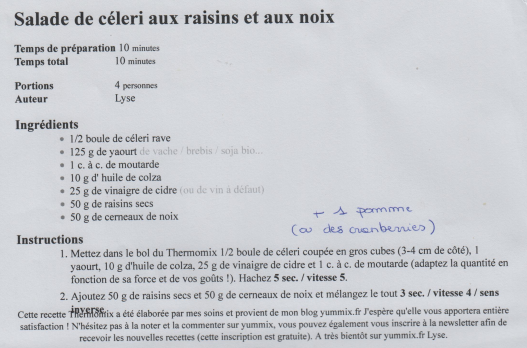 Salade de céleri aux raisins et aux noix
Temps de préparation 10 minutes
Temps total 10 minutes
Portions 4 personnes
Auteur Lyse
Ingrédients
• 1/2 boule de céleri rave
• 125 g de yaourt de vache / brebis / soja bio...
• 1 c. à c. de moutarde
• 10 g d' huile de colza
• 25 g de vinaigre de cidre (ou de vin à défaut)
• 50 g de raisins secs
• 50 g de cerneaux de noix
+ 1 pomme
(ou des cranberries)
Instructions
1. Mettez dans le bol du Thermomix 1/2 boule de céleri coupée en gros cubes (3-4 cm de côté), 1
yaourt, 10 g d'huile de colza, 25 g de vinaigre de cidre et 1 c. à c. de moutarde (adaptez la quantité en
fonction de sa force et de vos goûts !). Hachez 5 sec. / vitesse 5.
2. Ajoutez 50 g de raisins secs et 50 g de cerneaux de noix et mélangez le tout 3 sec. / vitesse 4 / sens
inverse.
Cette recette Thermomix a été élaborée par mes soins et provient de mon blog yummix.fr J'espère qu'elle vous apportera entière
satisfaction ! N'hésitez pas à la noter et la commenter sur yummix, vous pouvez également vous inscrire à la newsletter afin de
recevoir les nouvelles recettes (cette inscription est gratuite). A très bientôt sur yummix.fr Lyse.